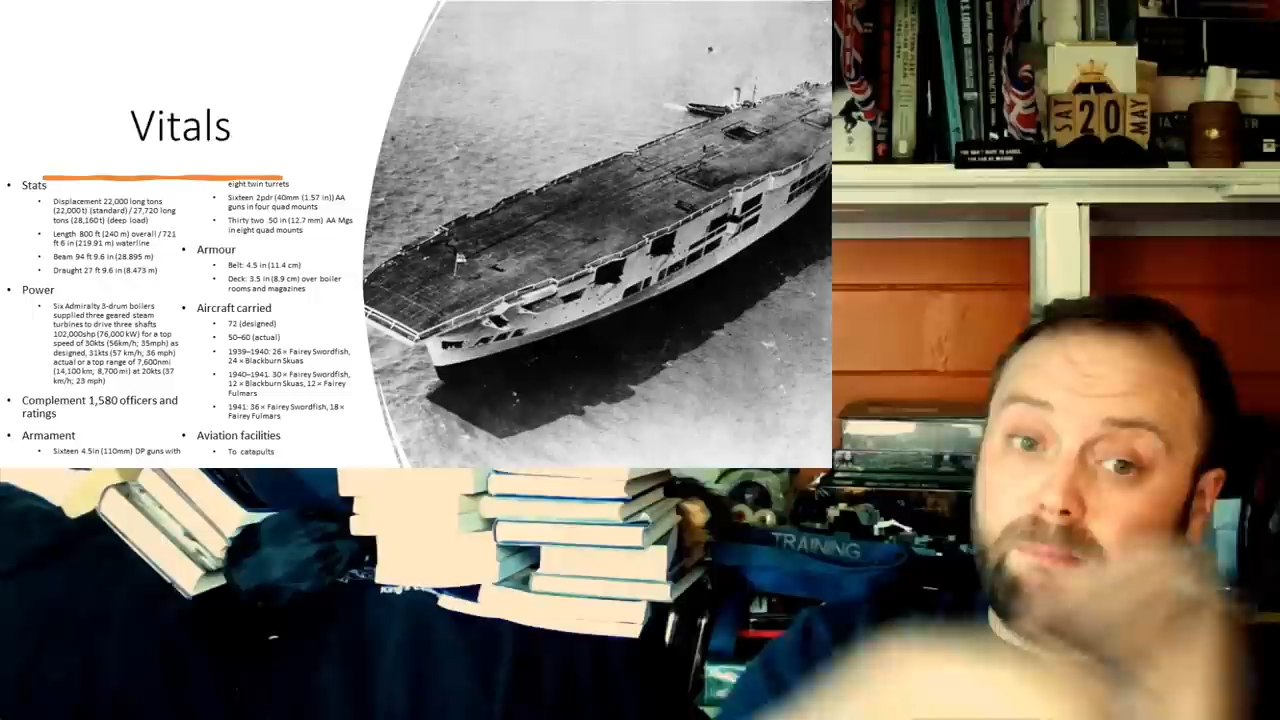 Vitals
• Stats
• Displacement 22,000 long tons
(22,000t) (standard) / 27,720 long
tons (28,160t) (deep load)
• Length 800 ft (240 m) overall / 721
ft 6 in (219.91 m) waterline
• Beam 94 ft 9.6 in (28.895 m)
• Draught 27 ft 9.6 in (8.473 m)
• Power
• Six Admiralty 3-drum boilers
supplied three geared steam
turbines to drive three shafts
102,000shp (76,000 kW) for a top
speed of 30kts (56km/h; 35mph) as
designed, 31kts (57 km/h; 36 mph)
actual or a top range of 7,600nmi
(14,100 km; 8,700 mi) at 20kts (37
km/h; 23 mph)
• Complement 1,580 officers and
ratings
• Armament
• Sixteen 4.5in (110mm) DP guns with
eight twin turrets
• Sixteen 2pdr (40mm (1.57 in)) AA
guns in four quad mounts
• Thirty two .50 in (12.7 mm) AA Mgs
in eight quad mounts
• Armour
• Belt: 4.5 in (11.4 cm)
• Deck: 3.5 in (8.9 cm) over boiler
rooms and magazines
• Aircraft carried
• 72 (designed)
• 50–60 (actual)
• 1939–1940: 26 × Fairey Swordfish,
24 × Blackburn Skuas
• 1940–1941. 30 × Fairey Swordfish,
12 × Blackburn Skuas, 12 × Fairey
Fulmars
• 1941: 36 × Fairey Swordfish, 18 ×
Fairey Fulmars
• Aviation facilities
• To catapults
SAT 20 MAY
TRAINING